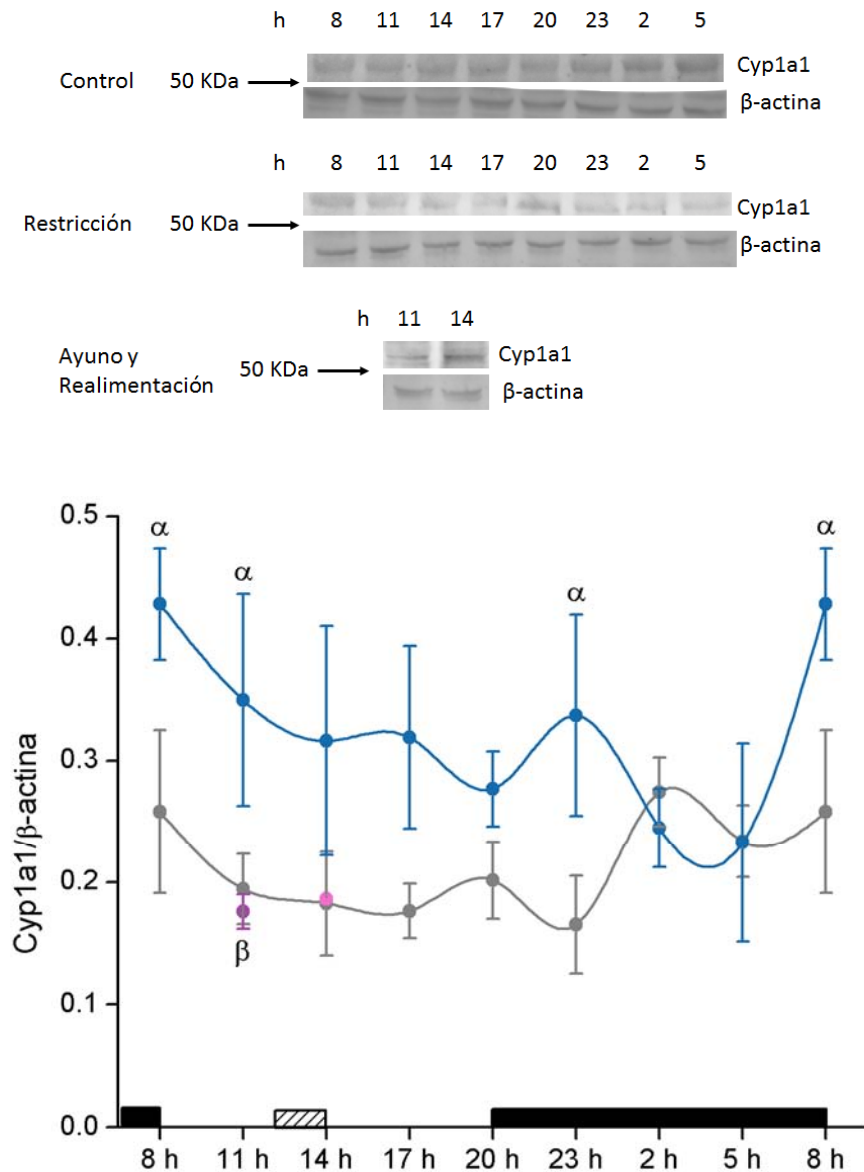 h 8 11 14 17 20 23 2 5
Cyp1a1
Control 50 KDa
β-actina
h 8 11 14 17 20 23 2 5
Cyp1a1
Restricción 50 KDa
β-actina
h 11 14
Ayuno y
Realimentación
50 KDa
Cyp1a1
β-actina
0.5
0.4
0.3
0.2
0.1
0.0
Cyp1a1/β-actina
α
α
α
α
β
8 h 11 h 14 h 17 h 20 h 23 h 2 h 5 h 8 h